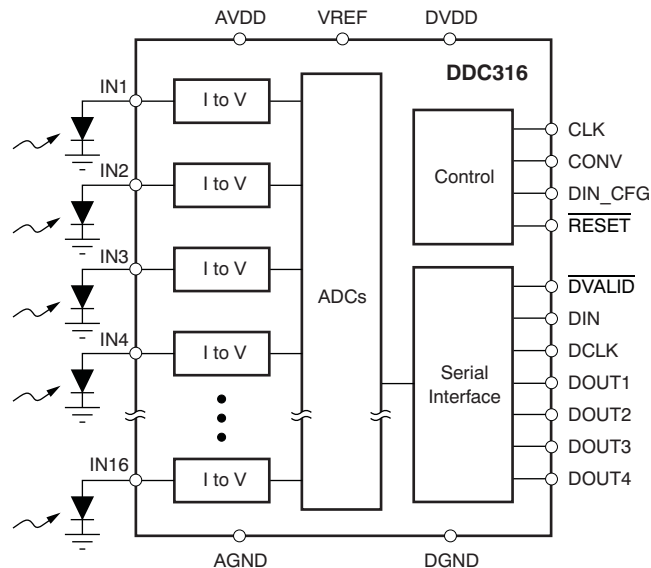 AVDD VREF DVDD
DDC316
IN1
I to V
CLK
CONV
DIN_CFG
RESET
Control
IN2
I to V
IN3
I to V
ADCs
DVALID
DIN
DCLK
DOUT1
DOUT2
DOUT3
DOUT4
Serial
Interface
IN4
I to V
IN16
I to V
AGND DGND